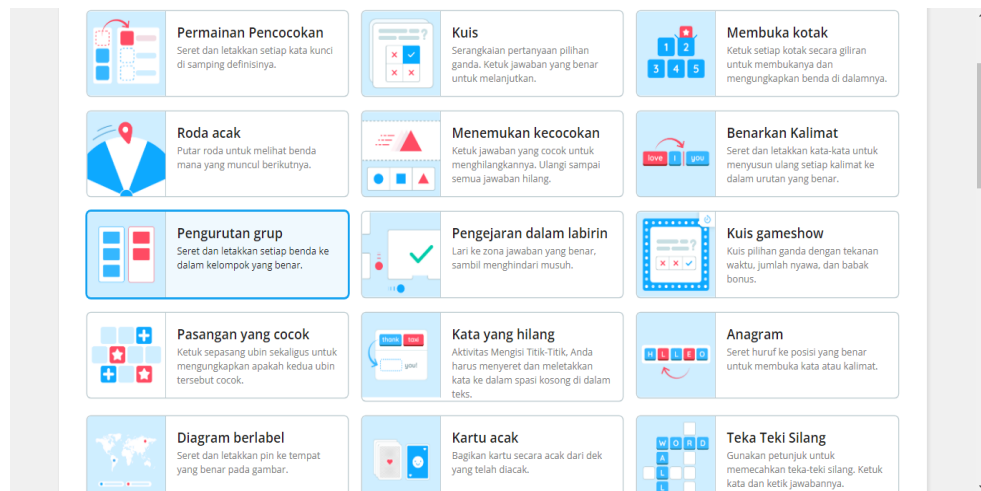 Permainan Pencocokan
Seret dan letakkan setiap kata kunci
di samping definisinya.
Kuis
Serangkaian pertanyaan pilihan
ganda. Ketuk jawaban yang benar
untuk melanjutkan.
Membuka kotak
Ketuk setiap kotak secara giliran
untuk membukanya dan
mengungkapkan benda di dalamnya.
1 2
3 4 5
Roda acak
Putar roda untuk melihat benda
mana yang muncul berikutnya.
Menemukan kecocokan
Ketuk jawaban yang cocok untuk
menghilangkannya. Ulangi sampai
semua jawaban hilang.
Benarkan Kalimat
Seret dan letakkan kata-kata untuk
menyusun ulang setiap kalimat ke
dalam urutan yang benar.
love I you
Pengurutan grup
Seret dan letakkan setiap benda ke
dalam kelompok yang benar.
Pengejaran dalam labirin
Lari ke zona jawaban yang benar,
sambil menghindari musuh.
Kuis gameshow
Kuis pilihan ganda dengan tekanan
waktu, jumlah nyawa, dan babak
bonus.
Pasangan yang cocok
Ketuk sepasang ubin sekaligus untuk
mengungkapkan apakah kedua ubin
tersebut cocok.
Kata yang hilang
Aktivitas Mengisi Titik-Titik, Anda
harus menyeret dan meletakkan
kata ke dalam spasi kosong di dalam
teks.
thank
you!
Anagram
Seret huruf ke posisi yang benar
untuk membuka kata atau kalimat.
H L L E O
Diagram berlabel
Seret dan letakkan pin ke tempat
yang benar pada gambar.
Kartu acak
Bagikan kartu secara acak dari dek
yang telah diacak.
Teka Teki Silang
Gunakan petunjuk untuk
memecahkan teka-teki silang. Ketuk
kata dan ketik jawabannya.
W O R D
A
L
L